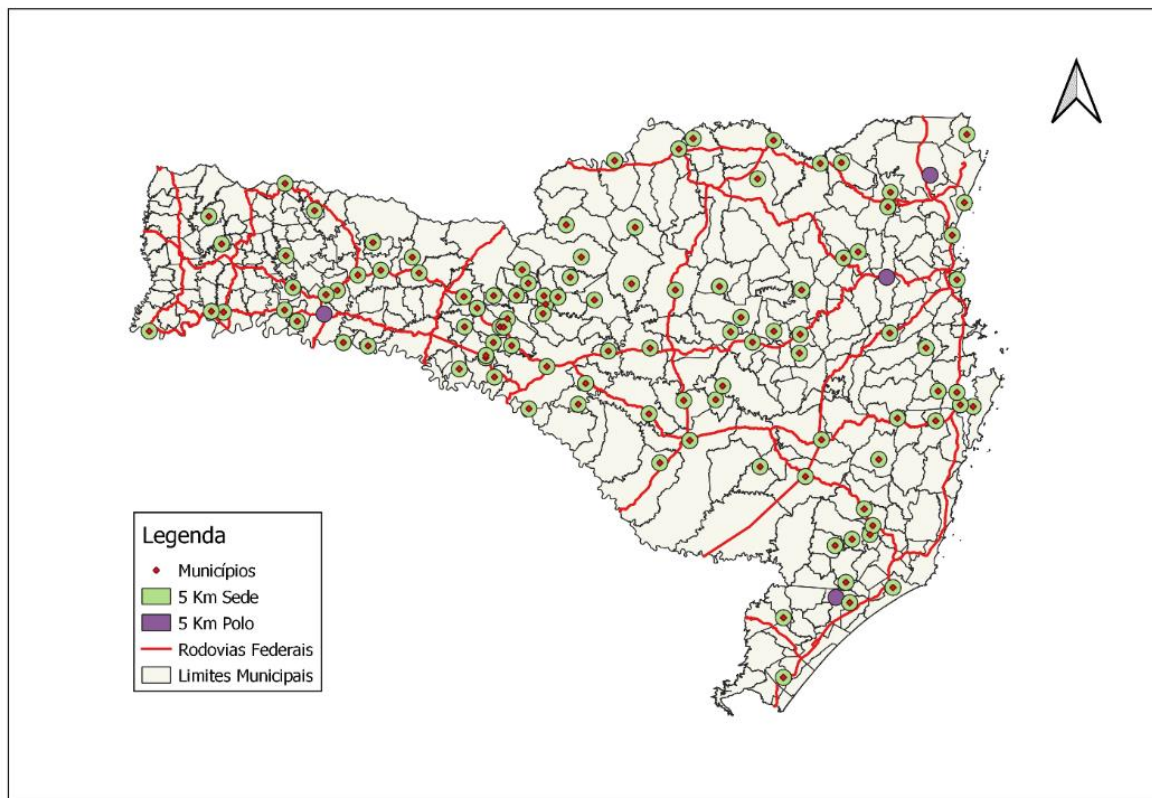 Legenda
Municípios
5 Km Sede
5 Km Polo
Rodovias Federais
Limites Municipais